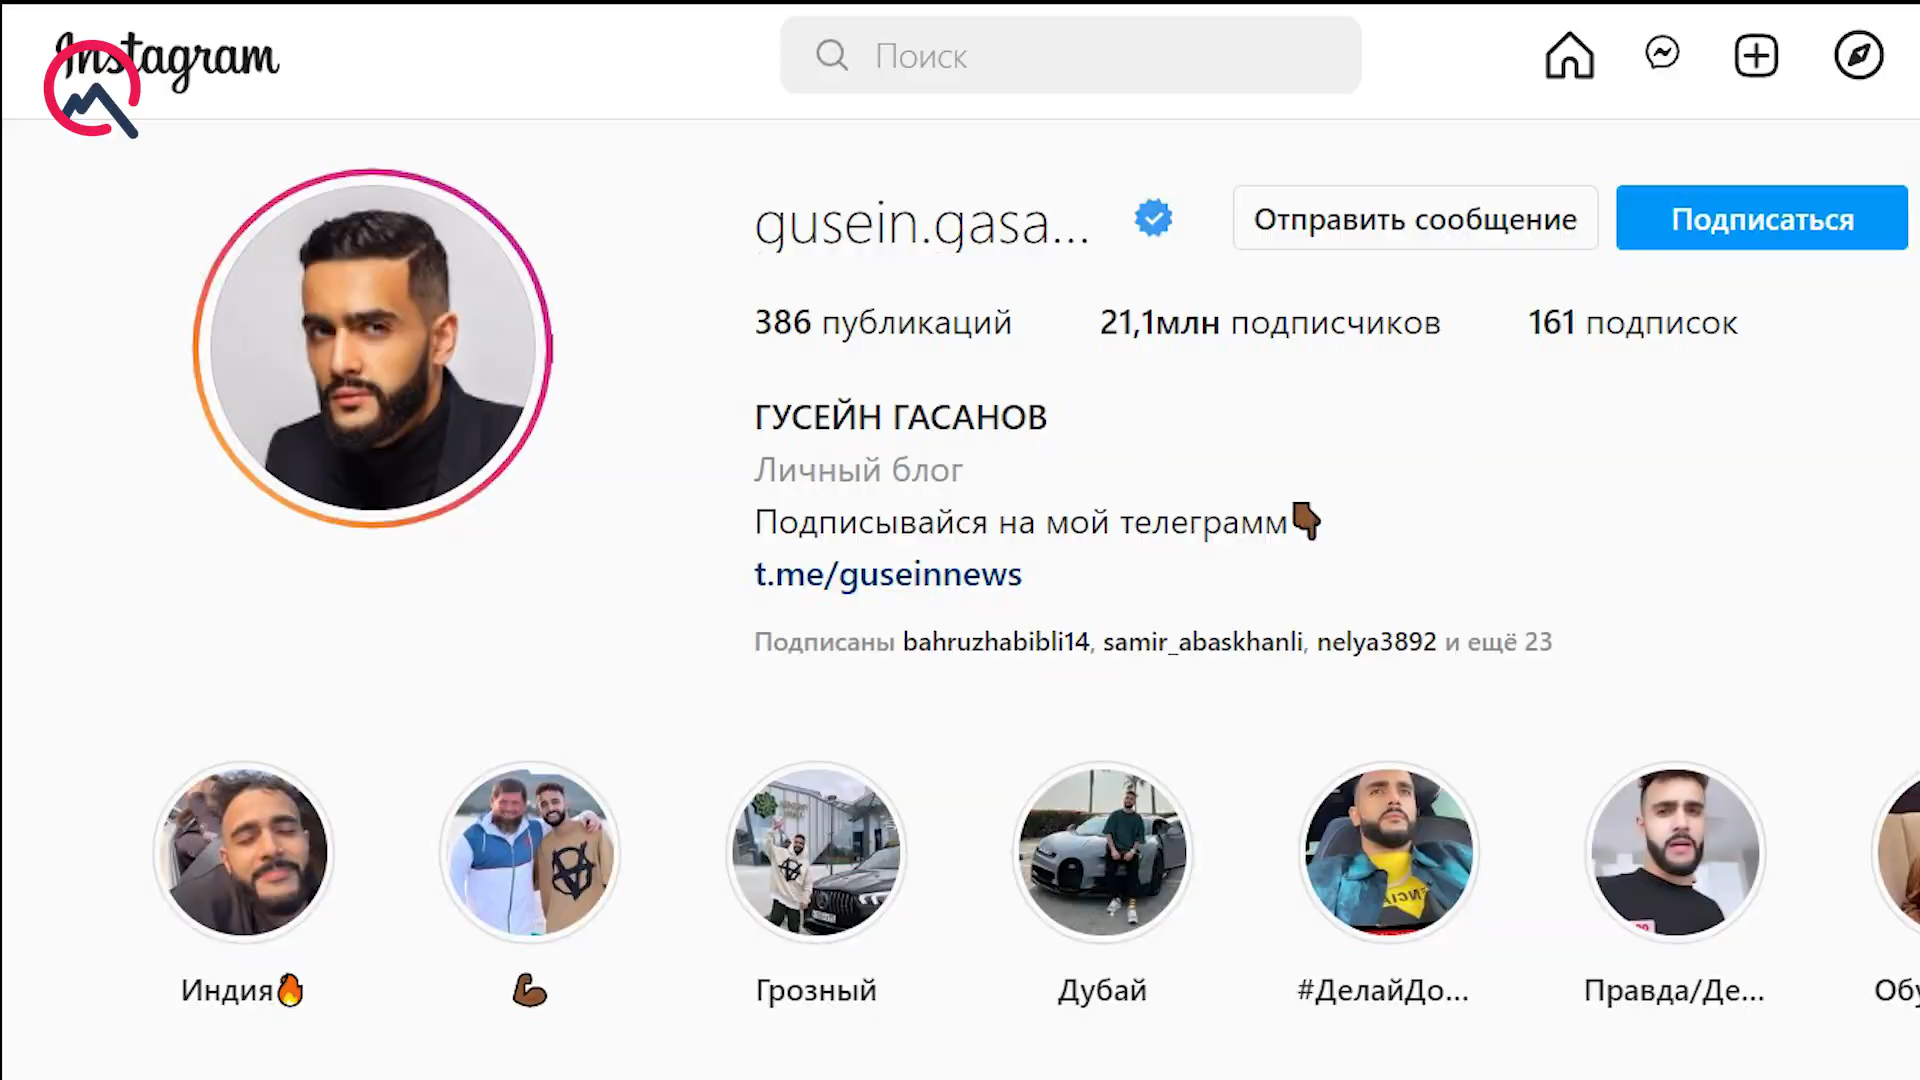 Instagram
Поиск
gusein.gasa...
Отправить сообщение
Подписаться
386 публикаций
21,1млн подписчиков
161 подписок
ГУСЕЙН ГАСАНОВ
Личный блог
Подписывайся на мой телеграмм👇🏿
t.me/guseinnews
Подписаны bahruzhabibli14, samir_abaskhanli, nelya3892 и ещё 23
Индия🔥
💪🏿
Грозный
Дубай
#ДелайДо...
Правда/Де...